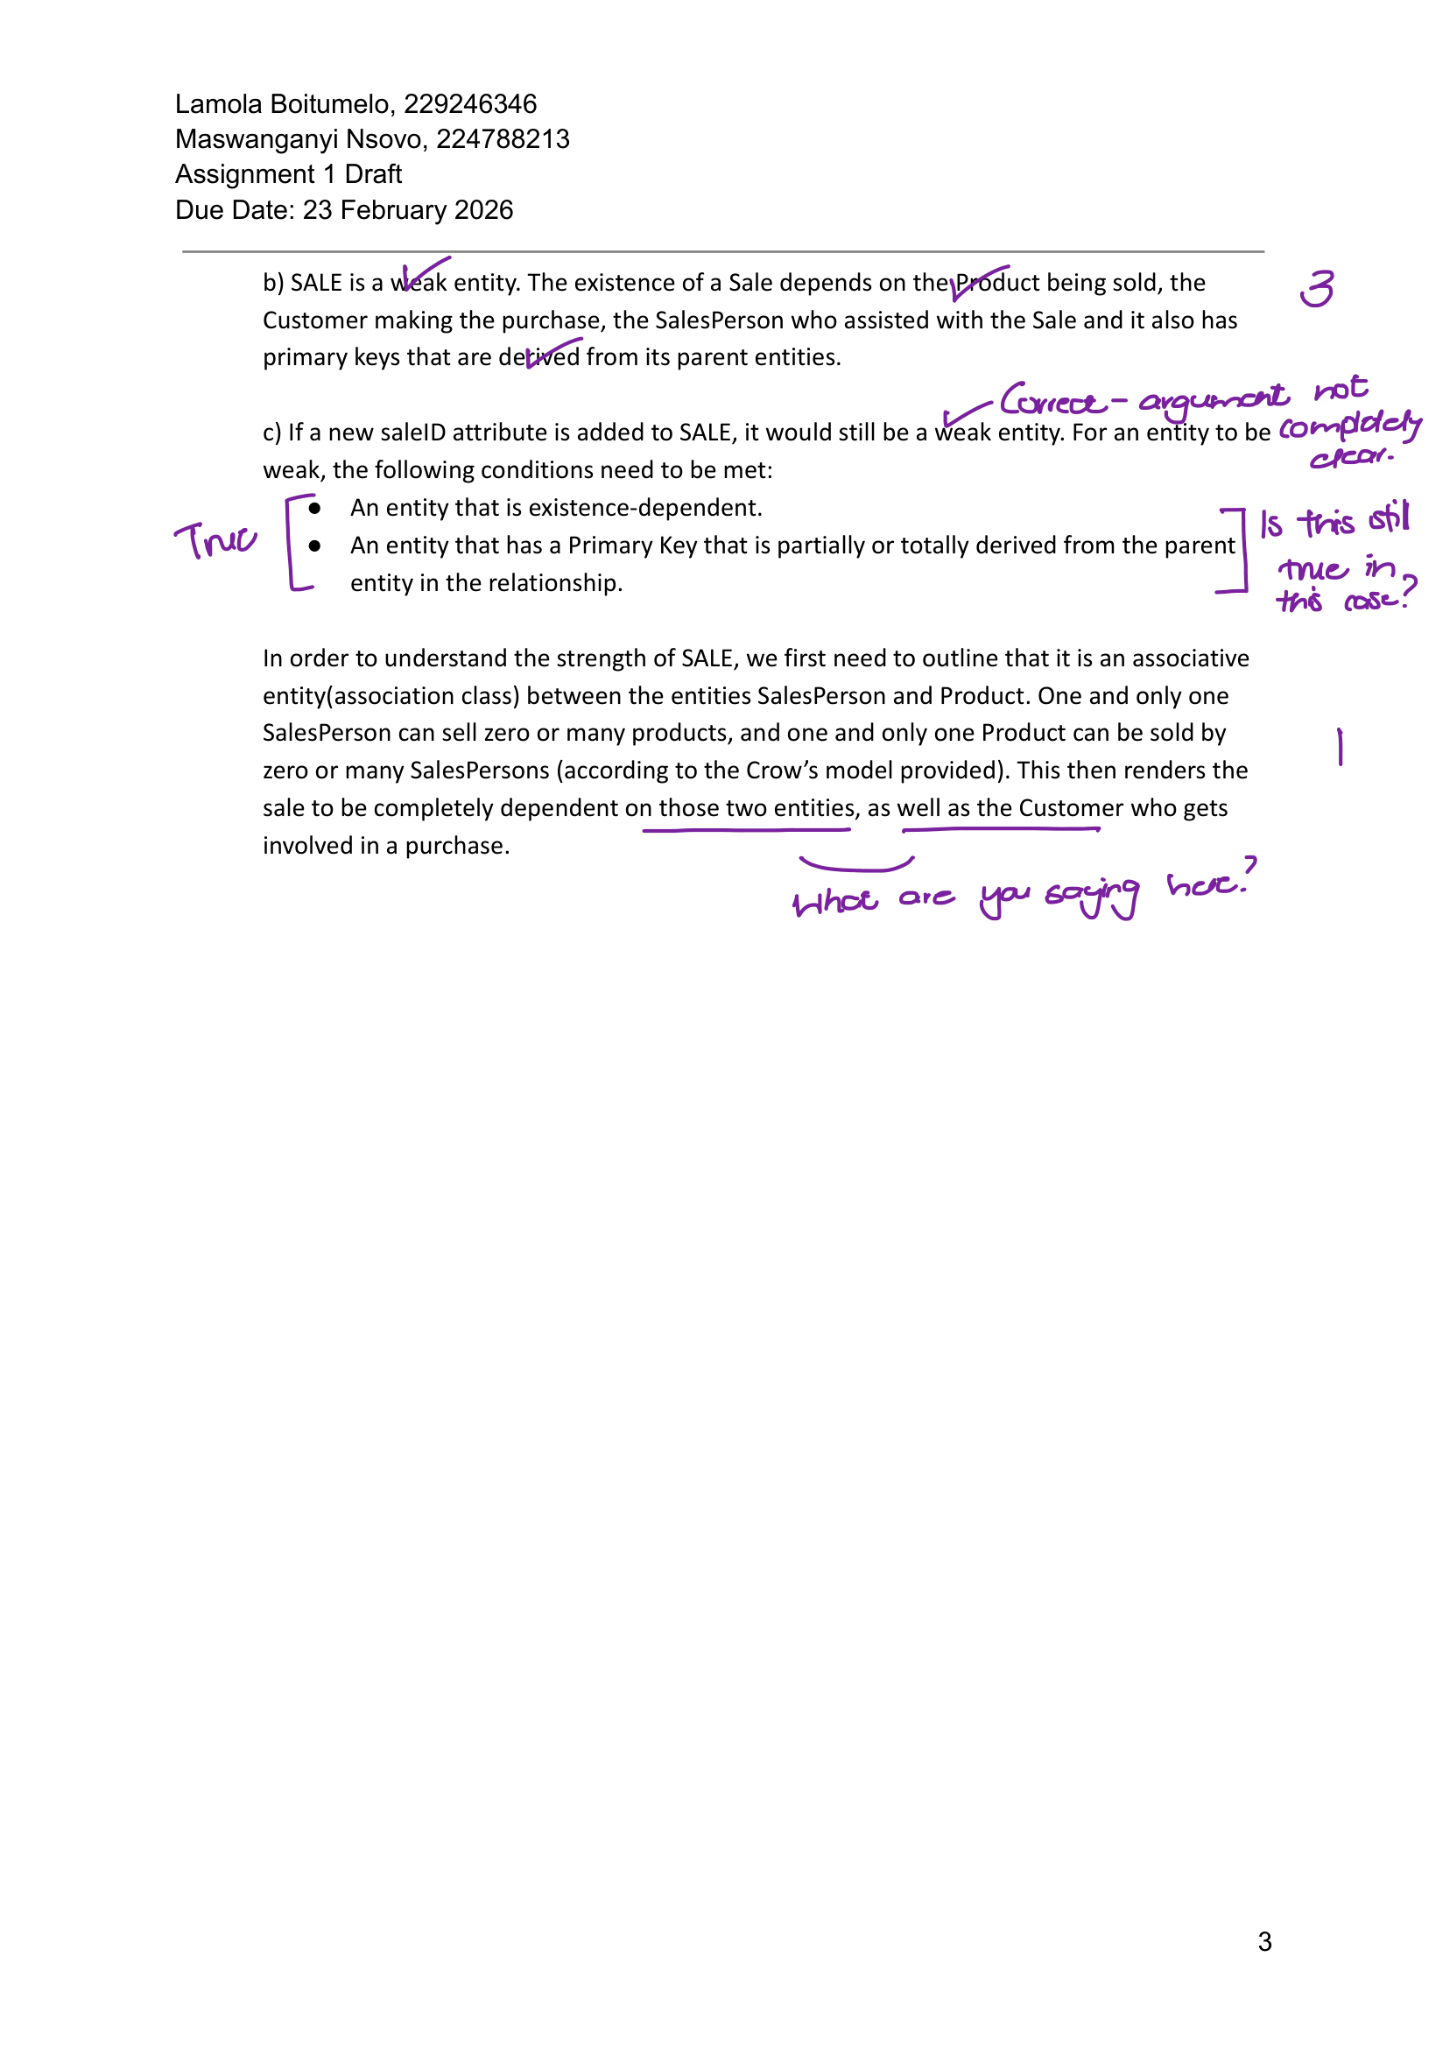 Lamola Boitumelo, 229246346
Maswanganyi Nsovo, 224788213
Assignment 1 Draft
Due Date: 23 February 2026
b) SALE is a weak entity. The existence of a Sale depends on the Product being sold, the
Customer making the purchase, the SalesPerson who assisted with the Sale and it also has
primary keys that are derived from its parent entities.
3
Correct - argument not
completely
clear.
c) If a new saleID attribute is added to SALE, it would still be a weak entity. For an entity to be
weak, the following conditions need to be met:
True
● An entity that is existence-dependent.
● An entity that has a Primary Key that is partially or totally derived from the parent
entity in the relationship.
Is this still
true in
this case?
In order to understand the strength of SALE, we first need to outline that it is an associative
entity(association class) between the entities SalesPerson and Product. One and only one
SalesPerson can sell zero or many products, and one and only one Product can be sold by
zero or many SalesPersons (according to the Crow’s model provided). This then renders the
sale to be completely dependent on those two entities, as well as the Customer who gets
involved in a purchase.
1
What are you saying here?
3